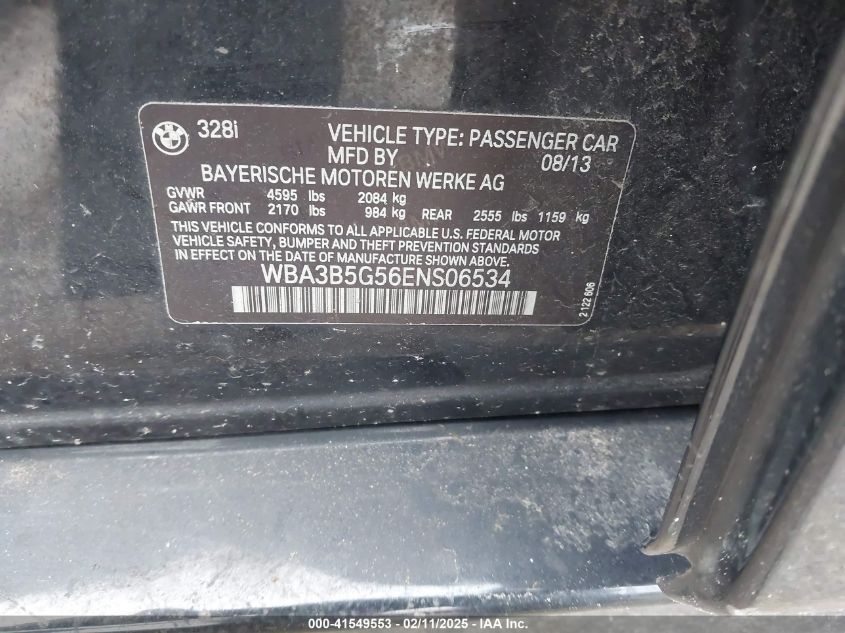 BMW
328i
VEHICLE TYPE: PASSENGER CAR
MFD BY 08/13
BAYERISCHE MOTOREN WERKE AG
GVWR 4595 lbs 2084 kg
GAWR FRONT 2170 lbs 984 kg REAR 2555 lbs 1159 kg
THIS VEHICLE CONFORMS TO ALL APPLICABLE U.S. FEDERAL MOTOR
VEHICLE SAFETY, BUMPER AND THEFT PREVENTION STANDARDS
IN EFFECT ON THE DATE OF MANUFACTURE SHOWN ABOVE.
WBA3B5G56ENS06534
2 122 606
000-41549553 - 02/11/2025 - IAA Inc.